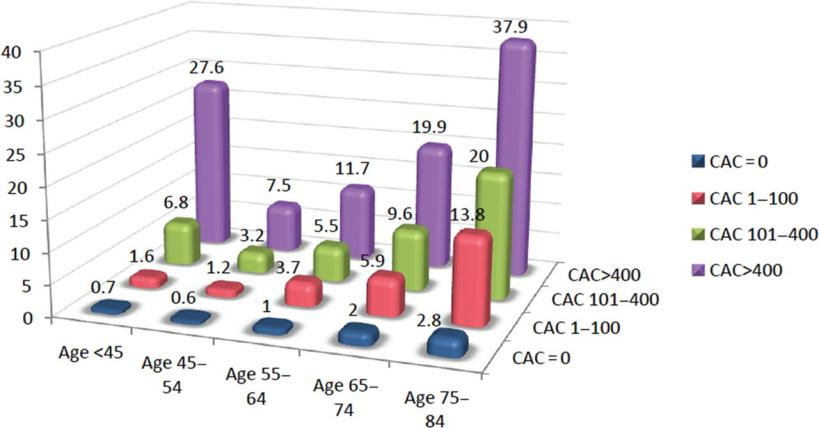 40
35
30
25
20
15
10
5
0
37.9
27.6
19.9
20
11.7
7.5
13.8
9.6
6.8
5.5
3.2
5.9
3.7
1.6
1.2
0.7
0.6
1
2
2.8
Age <45
Age 45–
54
Age 55–
64
Age 65–
74
Age 75–
84
CAC>400
CAC 101–400
CAC 1–100
CAC = 0
CAC = 0
CAC 1–100
CAC 101–400
CAC>400